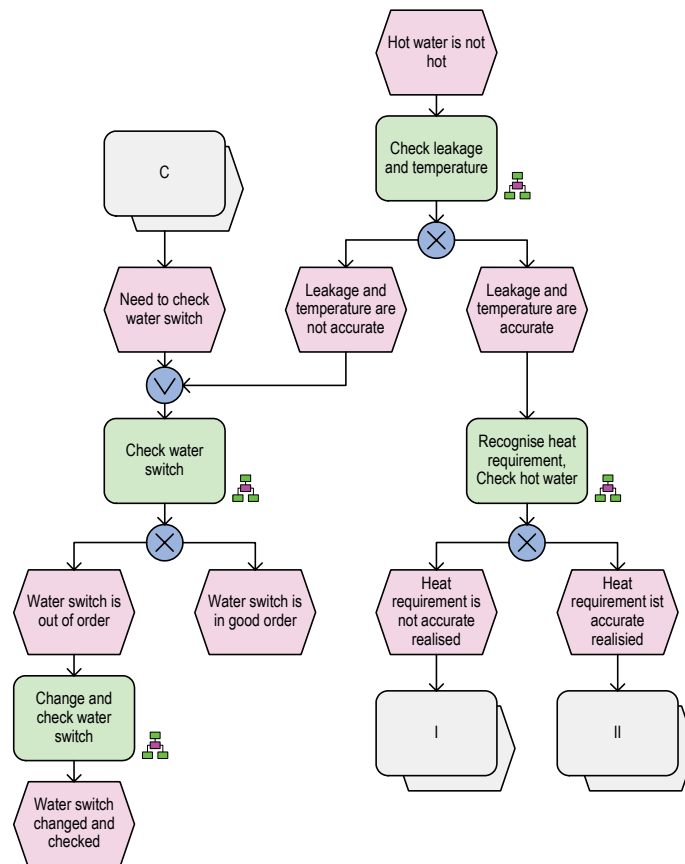 Hot water is not
hot
Check leakage
and temperature
C
Need to check
water switch
Leakage and
temperature are
not accurate
Leakage and
temperature are
accurate
Check water
switch
Recognise heat
requirement,
Check hot water
Water switch is
out of order
Water switch is
in good order
Heat
requirement is
not accurate
realised
Heat
requirement ist
accurate
realisied
Change and
check water
switch
I
II
Water switch
changed and
checked